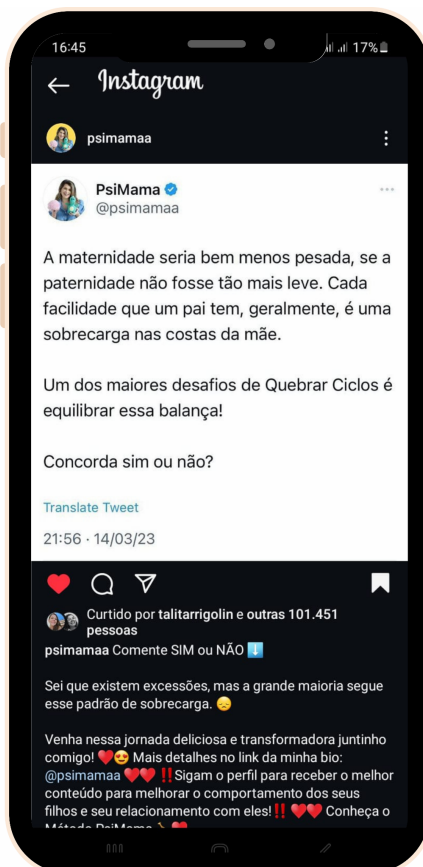 16:45
17%
Instagram
psimamaa
PsiMama
@psimamaa
A maternidade seria bem menos pesada, se a
paternidade não fosse tão mais leve. Cada
facilidade que um pai tem, geralmente, é uma
sobrecarga nas costas da mãe.
Um dos maiores desafios de Quebrar Ciclos é
equilibrar essa balança!
Concorda sim ou não?
Translate Tweet
21:56 · 14/03/23
Curtido por talitarrigolin e outras 101.451
pessoas
psimamaa Comente SIM ou NÃO ⬇️
Sei que existem excessões, mas a grande maioria segue
esse padrão de sobrecarga. 😞
Venha nessa jornada deliciosa e transformadora juntinho
comigo! ❤️😍 Mais detalhes no link da minha bio:
@psimamaa ❤️❤️ ‼️Sigam o perfil para receber o melhor
conteúdo para melhorar o comportamento dos seus
filhos e seu relacionamento com eles!‼️ ❤️❤️ Conheça o
Método PsiMama